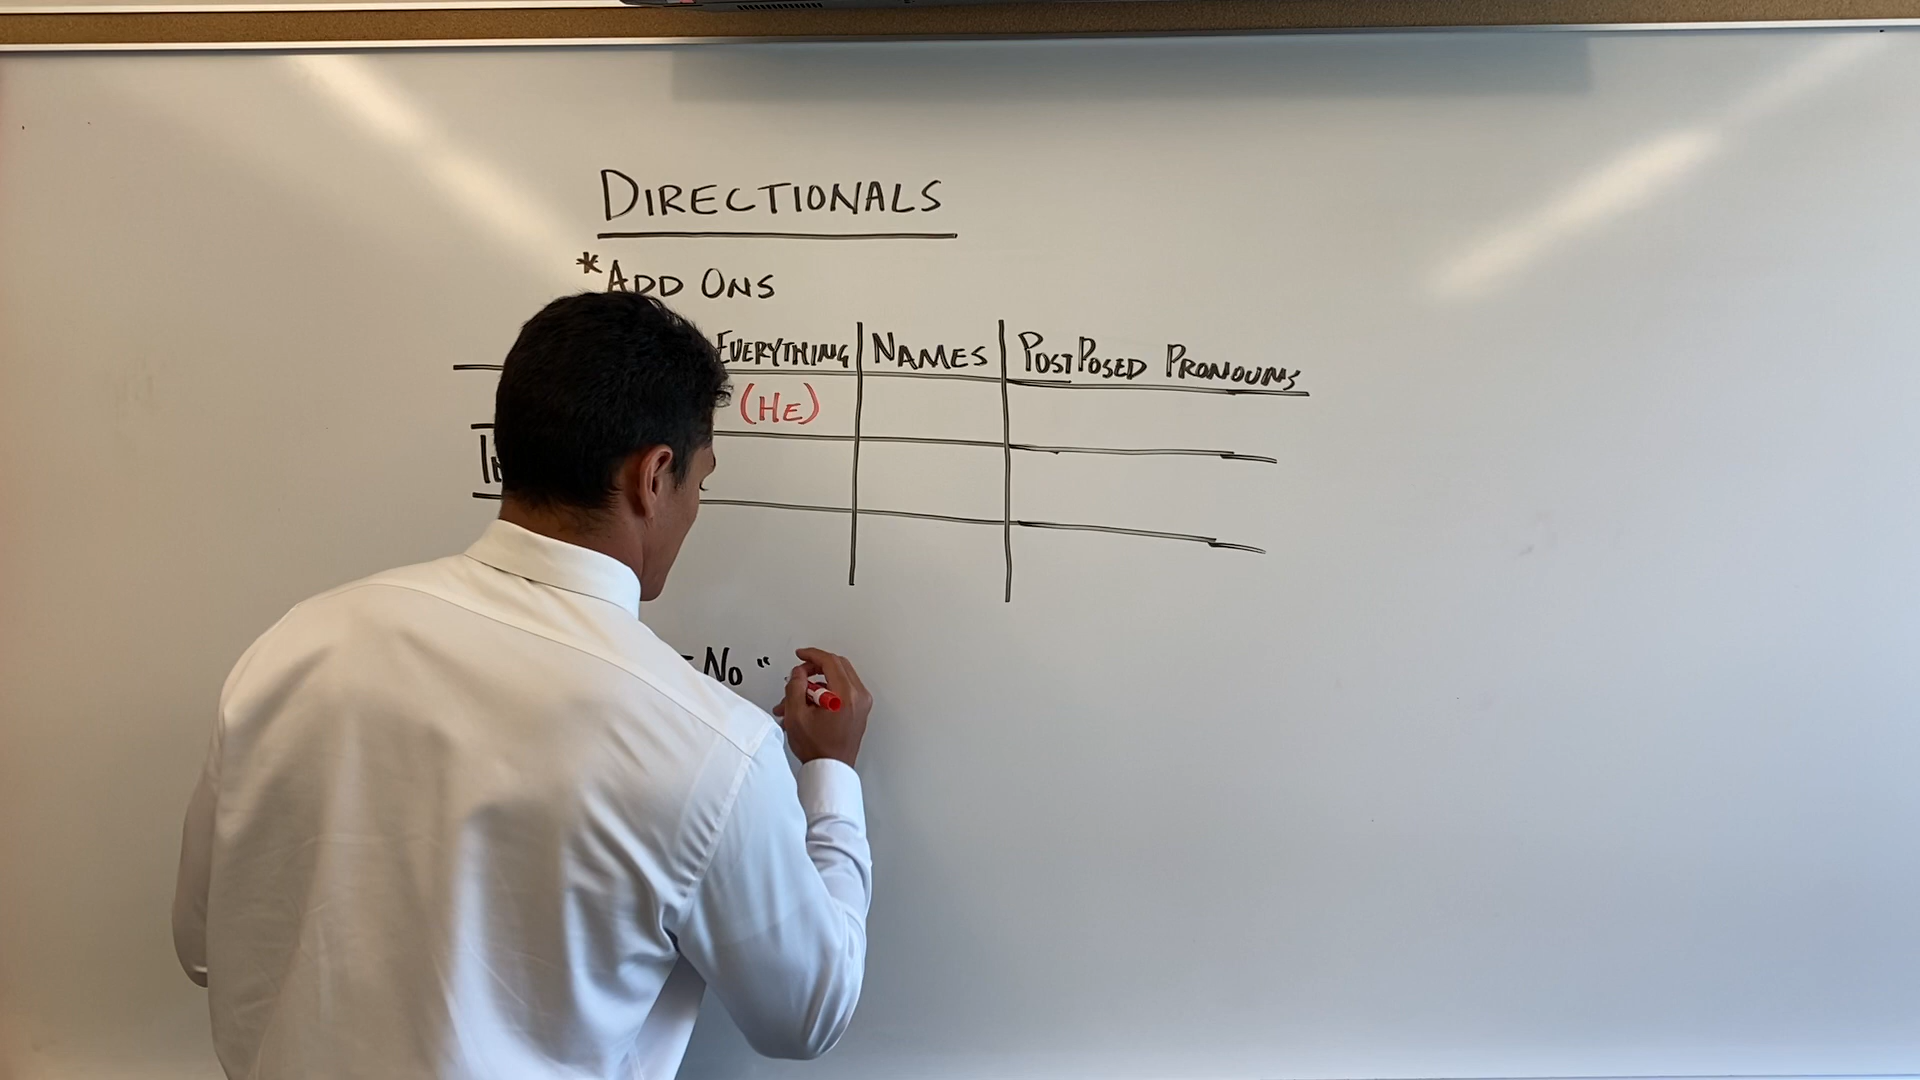 DIRECTIONALS
*ADD ONS
EVERYTHING NAMES POSTPOSED PRONOUNS
(HE)
- No "